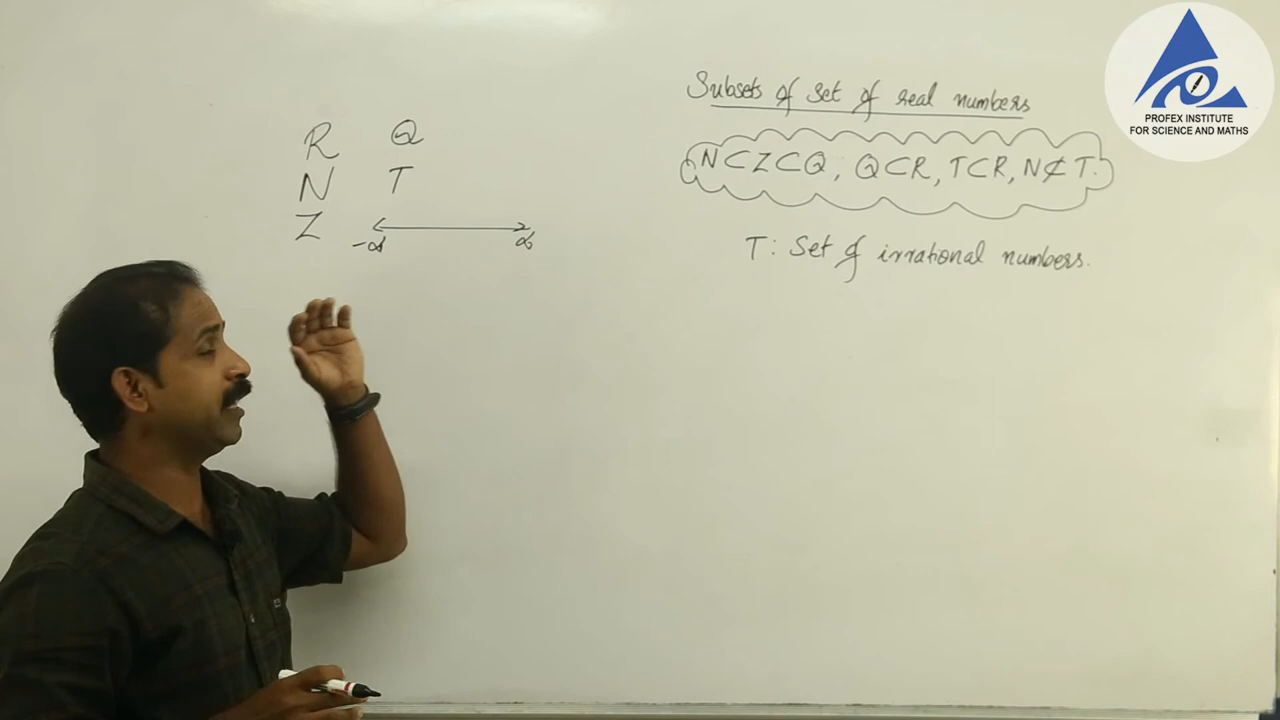 Subsets of set of real numbers
R Q
N T
Z
-∞ ∞
N⊂Z⊂Q, Q⊂R, T⊂R, N⊄T.
T: Set of irrational numbers.
PROFEX INSTITUTE
FOR SCIENCE AND MATHS